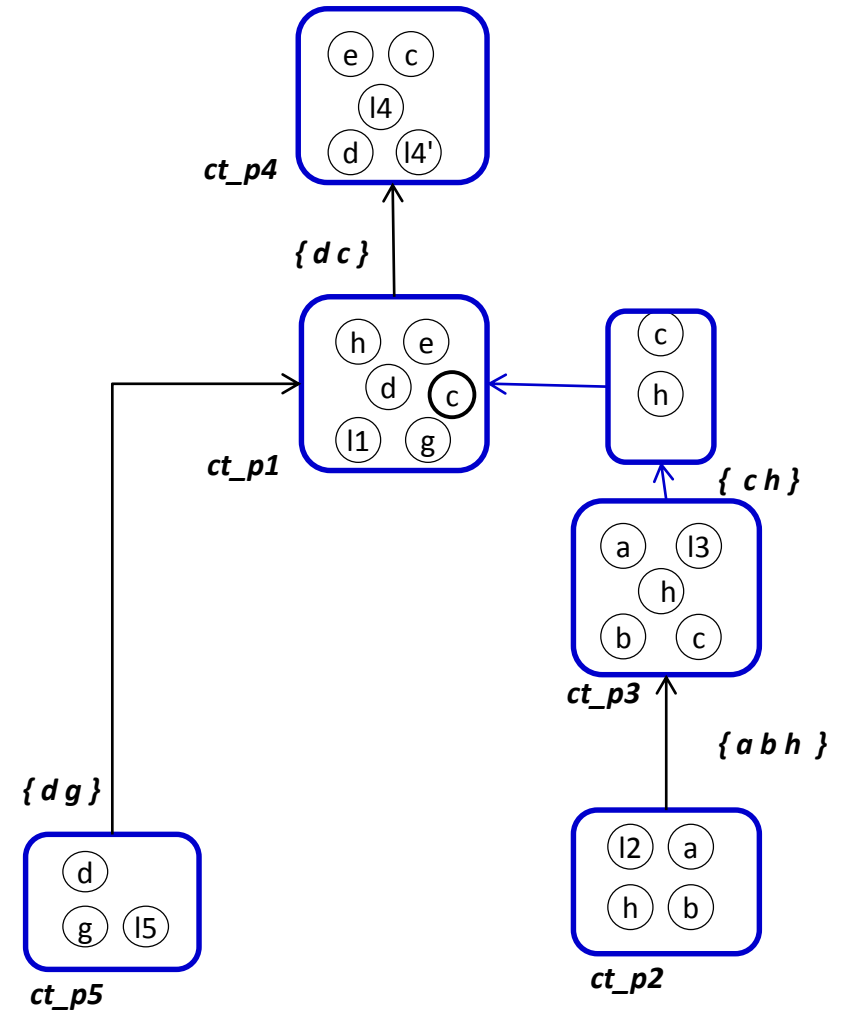 e c
l4
d l4'
ct_p4
{ d c }
h e
d c
l1 g
ct_p1
c
h
{ c h }
a l3
h
b c
ct_p3
{ a b h }
{ d g }
l2 a
h b
ct_p2
d
g l5
ct_p5